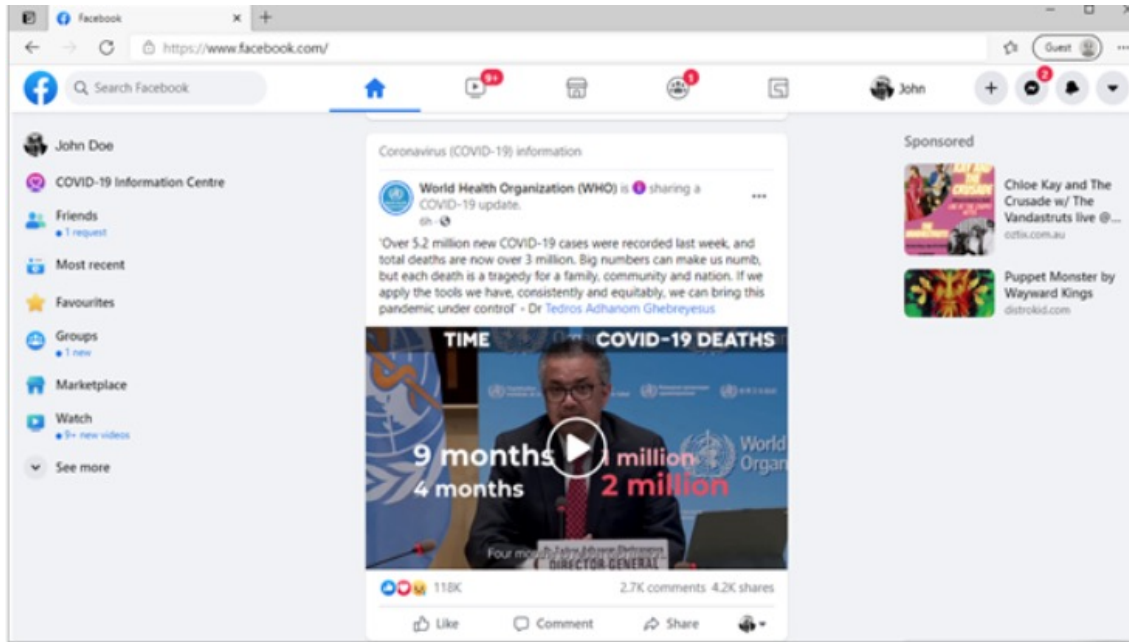 Facebook
https://www.facebook.com/
Guest
Search Facebook
9+
1
John
2
John Doe
COVID-19 Information Centre
Friends
1 request
Most recent
Favourites
Groups
1 new
Marketplace
Watch
9+ new videos
See more
Coronavirus (COVID-19) information
World Health Organization (WHO) is sharing a
COVID-19 update.
6h
'Over 5.2 million new COVID-19 cases were recorded last week, and
total deaths are now over 3 million. Big numbers can make us numb,
but each death is a tragedy for a family, community and nation. If we
apply the tools we have, consistently and equitably, we can bring this
pandemic under control' - Dr Tedros Adhanom Ghebreyesus
TIME COVID-19 DEATHS
World
Organ
9 months 1 million
4 months 2 million
Four
DIRECTOR GENERAL
118K 2.7K comments 4.2K shares
Like Comment Share
Sponsored
Chloe Kay and The
Crusade w/ The
Vandastruts live @...
oztix.com.au
Puppet Monster by
Wayward Kings
distrokid.com